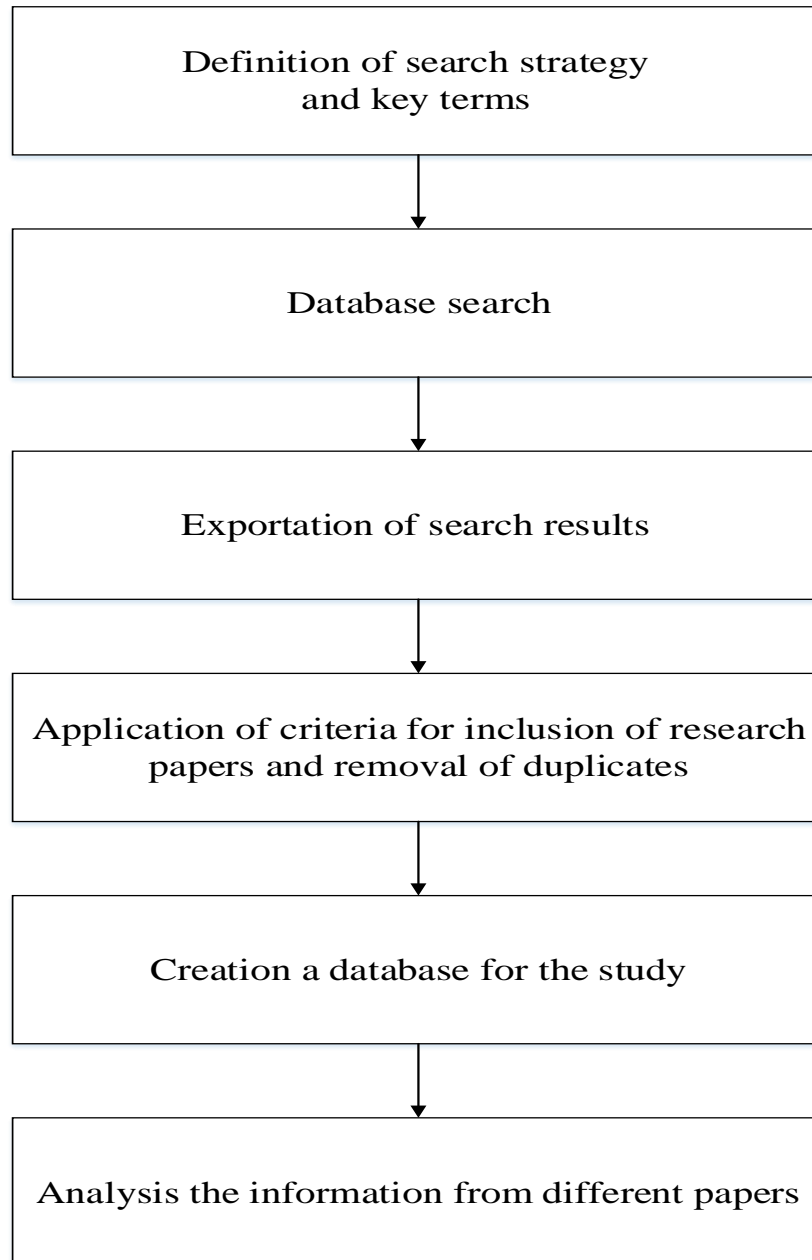 Definition of search strategy
and key terms
Database search
Exportation of search results
Application of criteria for inclusion of research
papers and removal of duplicates
Creation a database for the study
Analysis the information from different papers